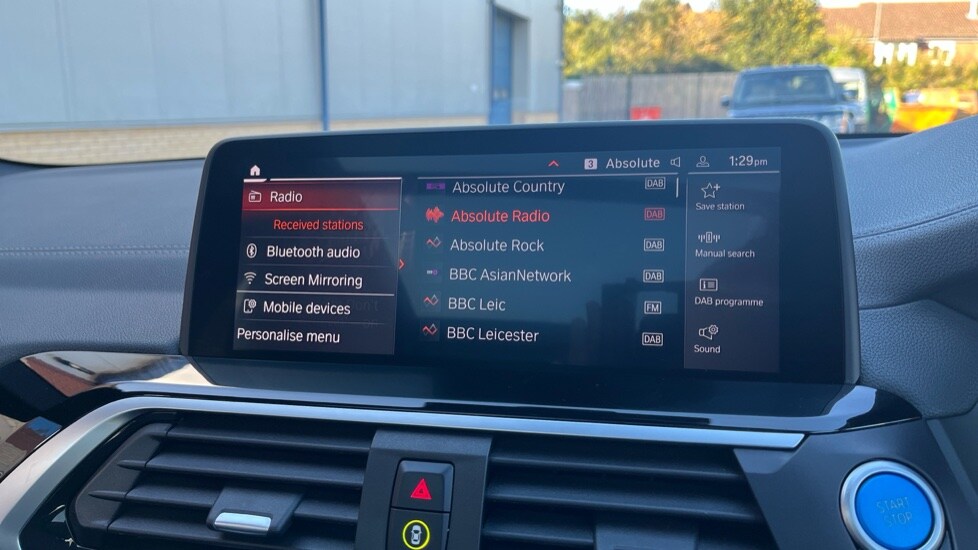 3 Absolute 1:29pm
Radio
Received stations
Bluetooth audio
Screen Mirroring
Mobile devices
Personalise menu
Absolute Country DAB
Absolute Radio DAB
Absolute Rock DAB
BBC AsianNetwork DAB
BBC Leic FM
BBC Leicester DAB
Save station
Manual search
DAB programme
Sound
START
STOP